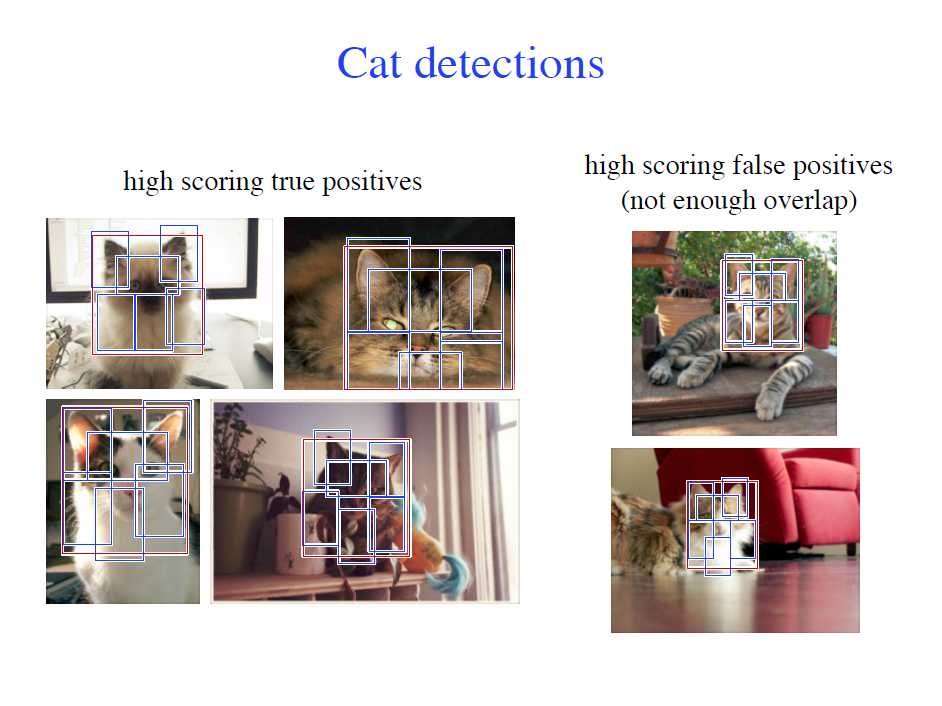 Cat detections
high scoring true positives
high scoring false positives
(not enough overlap)